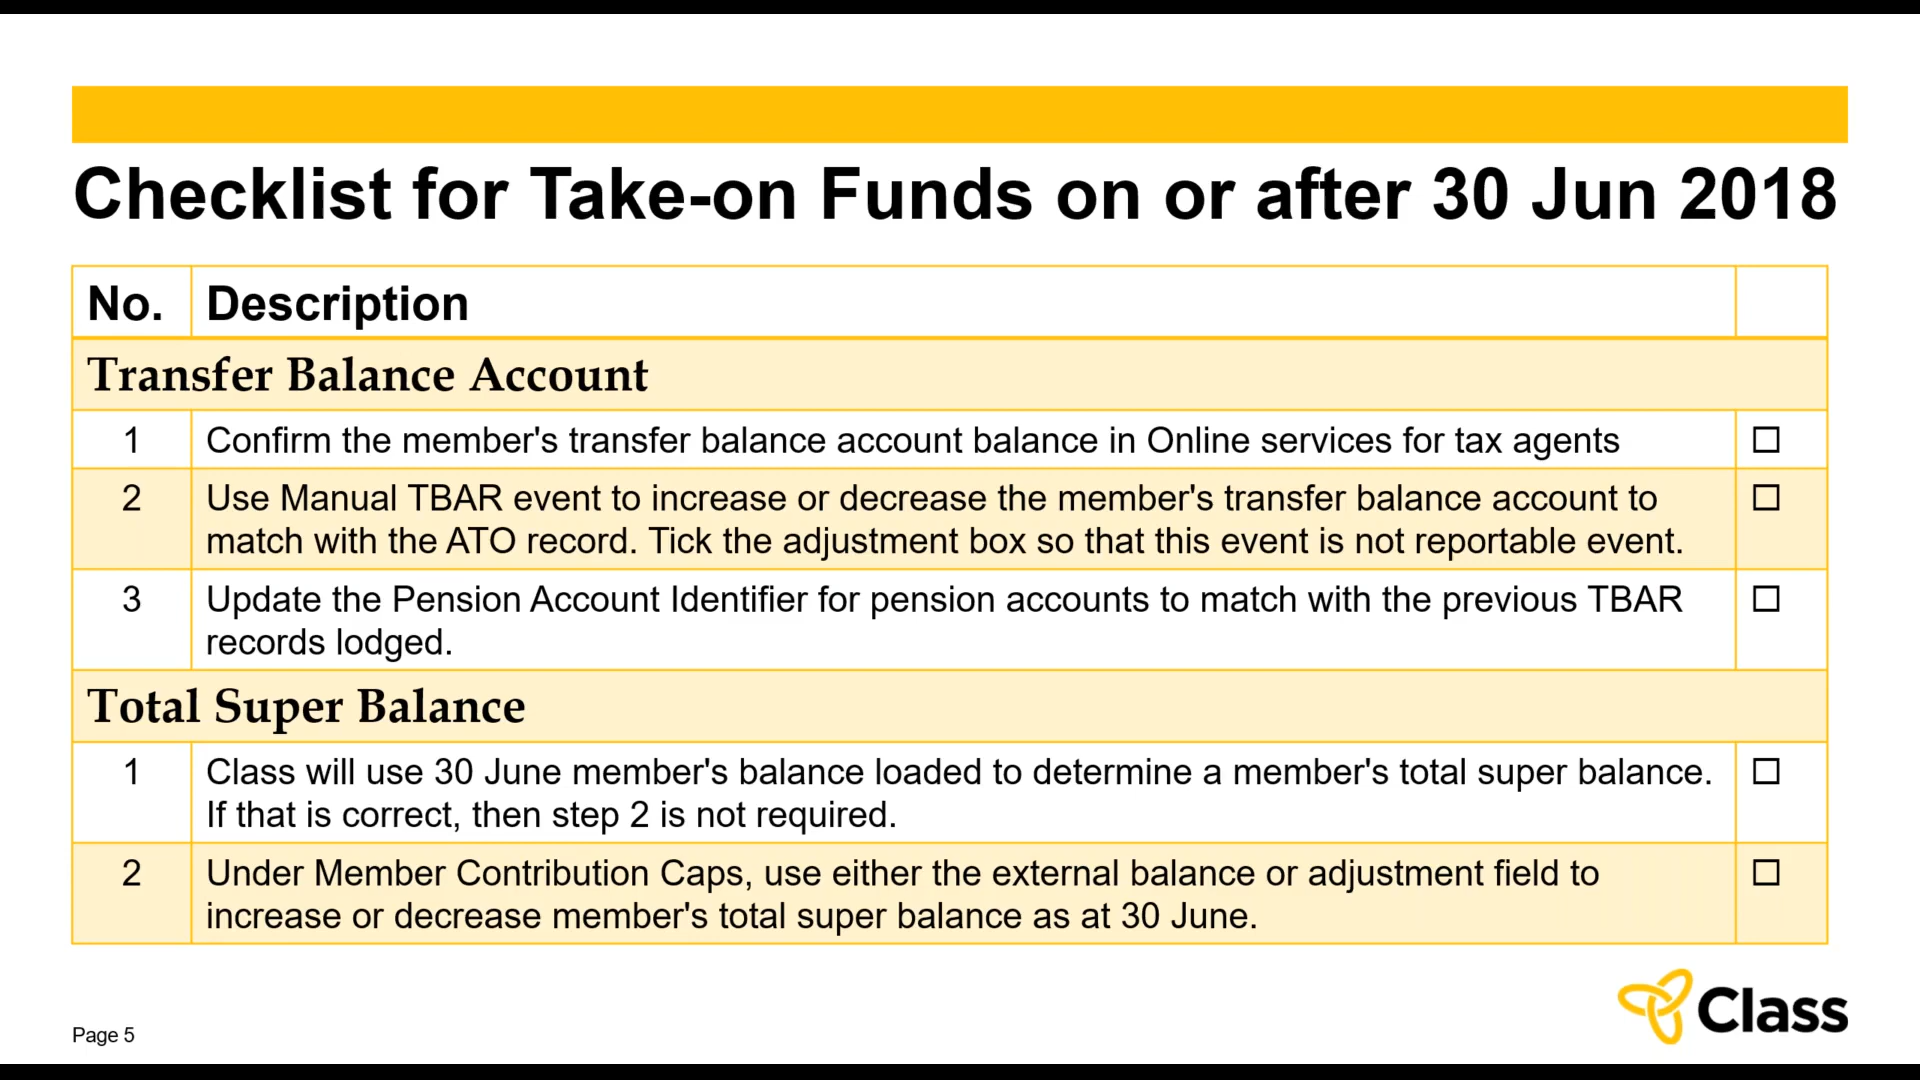 Checklist for Take-on Funds on or after 30 Jun 2018
No. Description
Transfer Balance Account
1 Confirm the member's transfer balance account balance in Online services for tax agents ☐
2 Use Manual TBAR event to increase or decrease the member's transfer balance account to ☐
match with the ATO record. Tick the adjustment box so that this event is not reportable event.
3 Update the Pension Account Identifier for pension accounts to match with the previous TBAR ☐
records lodged.
Total Super Balance
1 Class will use 30 June member's balance loaded to determine a member's total super balance. ☐
If that is correct, then step 2 is not required.
2 Under Member Contribution Caps, use either the external balance or adjustment field to ☐
increase or decrease member's total super balance as at 30 June.
Class
Page 5